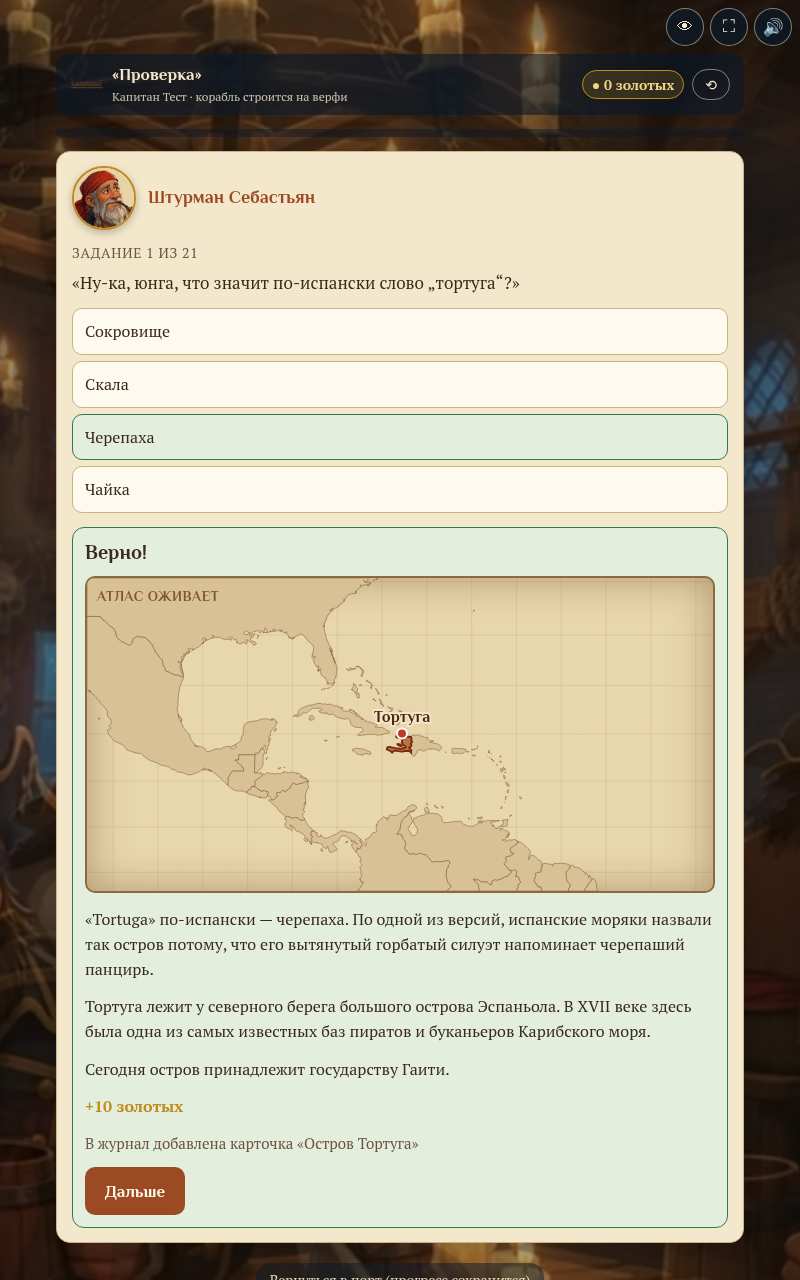 «Проверка»
Капитан Тест · корабль строится на верфи
● 0 золотых
Штурман Себастьян
ЗАДАНИЕ 1 ИЗ 21
«Ну-ка, юнга, что значит по-испански слово „тортуга“?»
Сокровище
Скала
Черепаха
Чайка
Верно!
АТЛАС ОЖИВАЕТ
Тортуга
«Tortuga» по-испански — черепаха. По одной из версий, испанские моряки назвали
так остров потому, что его вытянутый горбатый силуэт напоминает черепаший
панцирь.
Тортуга лежит у северного берега большого острова Эспаньола. В XVII веке здесь
была одна из самых известных баз пиратов и буканьеров Карибского моря.
Сегодня остров принадлежит государству Гаити.
+10 золотых
В журнал добавлена карточка «Остров Тортуга»
Дальше
Вернуться в порт (прогресс сохранится)